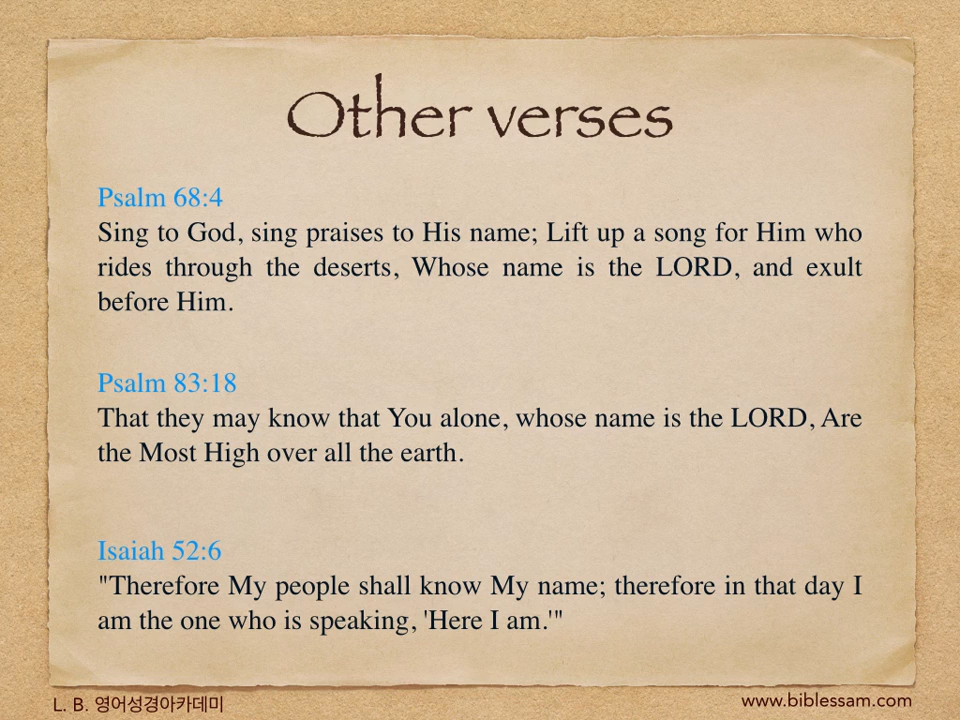 Other verses
Psalm 68:4
Sing to God, sing praises to His name; Lift up a song for Him who
rides through the deserts, Whose name is the LORD, and exult
before Him.
Psalm 83:18
That they may know that You alone, whose name is the LORD, Are
the Most High over all the earth.
Isaiah 52:6
"Therefore My people shall know My name; therefore in that day I
am the one who is speaking, 'Here I am.'"
L. B. 영어성경아카데미
www.biblessam.com